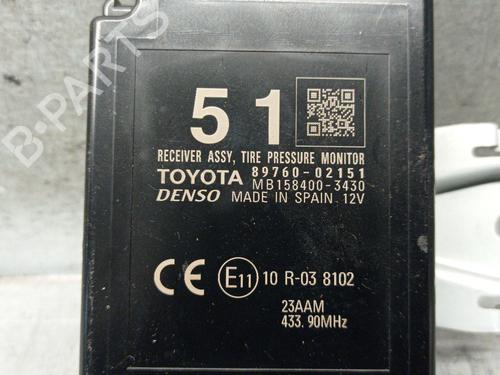 B-PARTS
51
RECEIVER ASSY, TIRE PRESSURE MONITOR
TOYOTA 89760-02151
MB158400-3430
DENSO MADE IN SPAIN 12V
CE E11 10 R-03 8102
23AAM
433.90MHz